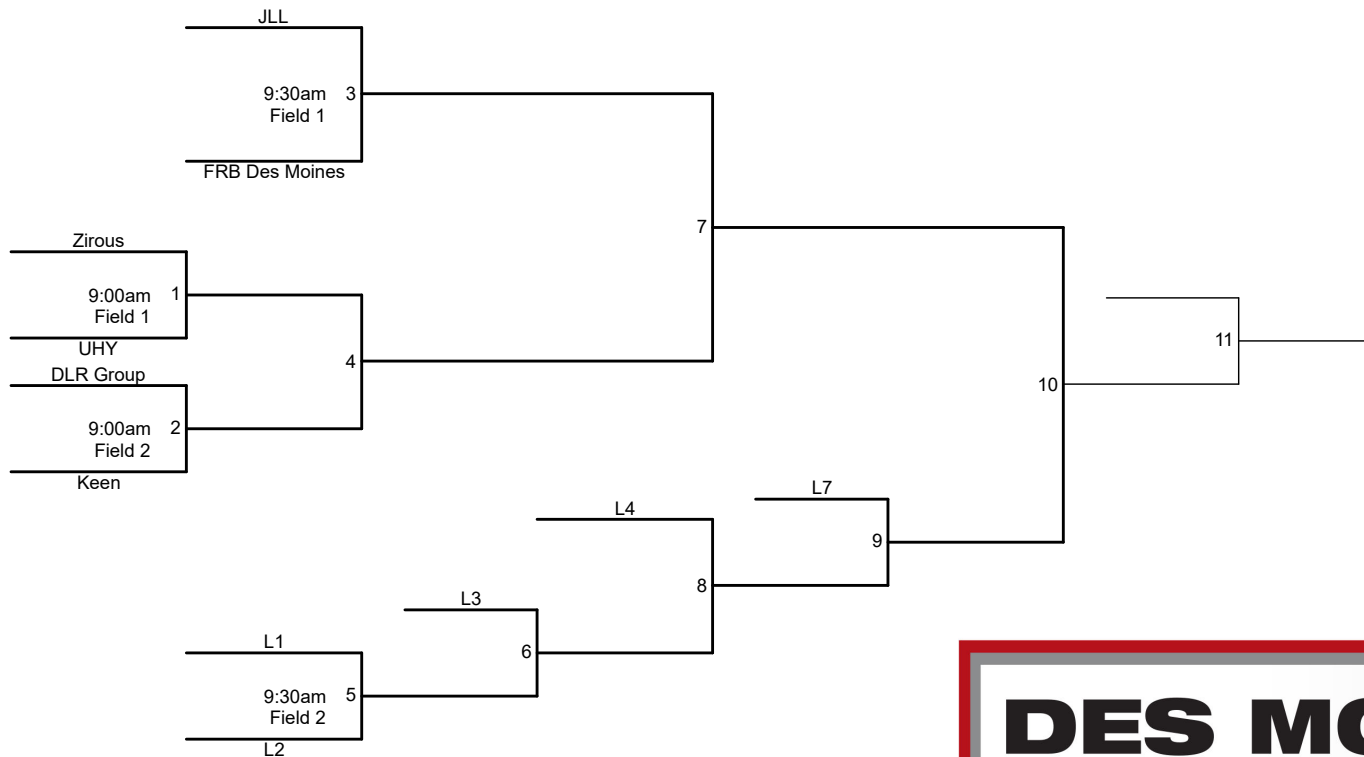 JLL
9:30am 3
Field 1
FRB Des Moines
7
Zirous
9:00am 1
Field 1
UHY
DLR Group
4
9:00am 2
Field 2
Keen
11
10
L7
L4
9
8
L3
6
L1
9:30am 5
Field 2
L2
DES MO